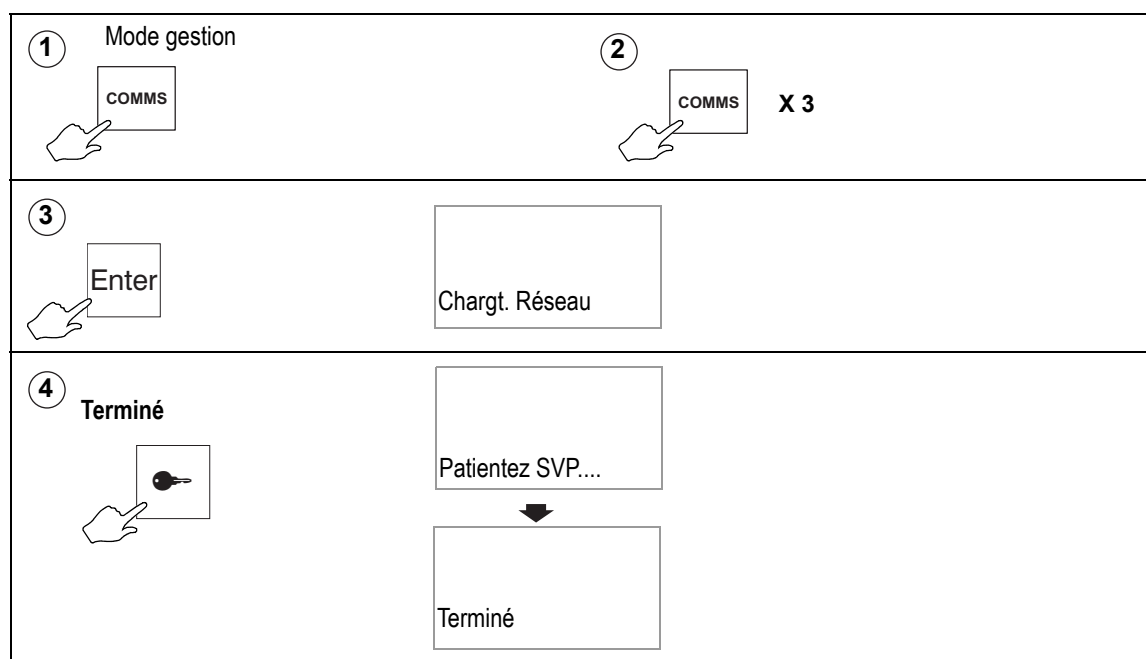 1 Mode gestion
COMMS
2
COMMS X 3
3
Enter
Chargt. Réseau
4
Terminé
Patientez SVP....
Terminé